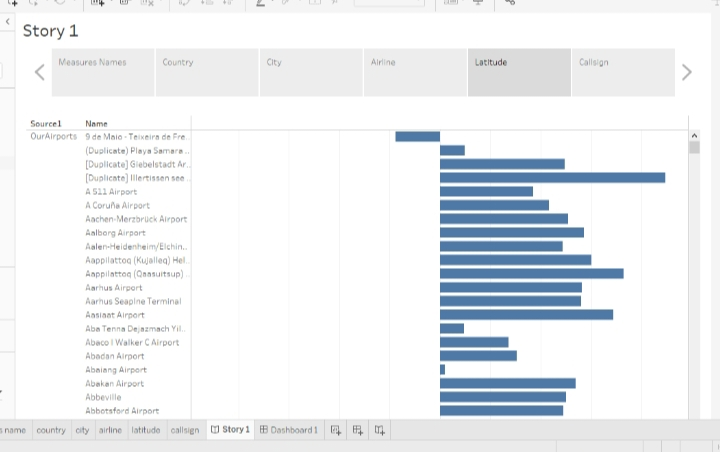 Story 1
Measures Names
Country
City
Airline
Latitude
Callsign
Source1 Name
OurAirports 9 de Maio - Teixeira de Fre..
(Duplicate) Playa Samara ..
[Duplicate] Giebelstadt Ar..
[Duplicate] Illertissen see ..
A 511 Airport
A Coruña Airport
Aachen-Merzbrück Airport
Aalborg Airport
Aalen-Heidenheim/Elchin..
Aappilattoq (Kujalleq) Hel..
Aappilattoq (Qaasuitsup) ..
Aarhus Airport
Aarhus Seaplne Terminal
Aasiaat Airport
Aba Tenna Dejazmach Yil..
Abaco I Walker C Airport
Abadan Airport
Abaiang Airport
Abakan Airport
Abbeville
Abbotsford Airport
s name country city airline latitude callsign Story 1 Dashboard 1